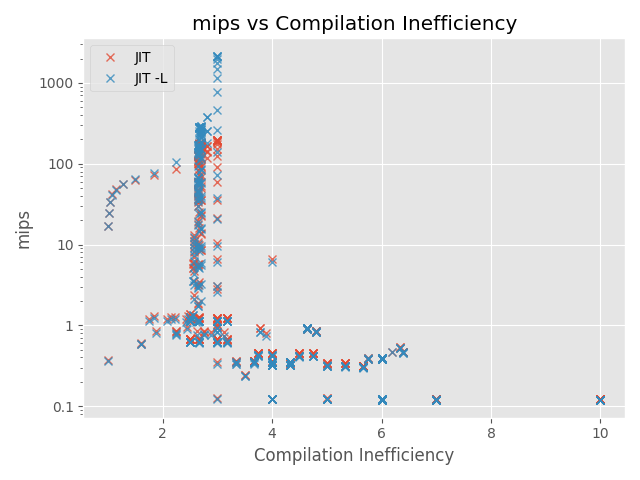 mips vs Compilation Inefficiency
JIT
JIT -L
1000
100
10
1
0.1
mips
2
4
6
8
10
Compilation Inefficiency